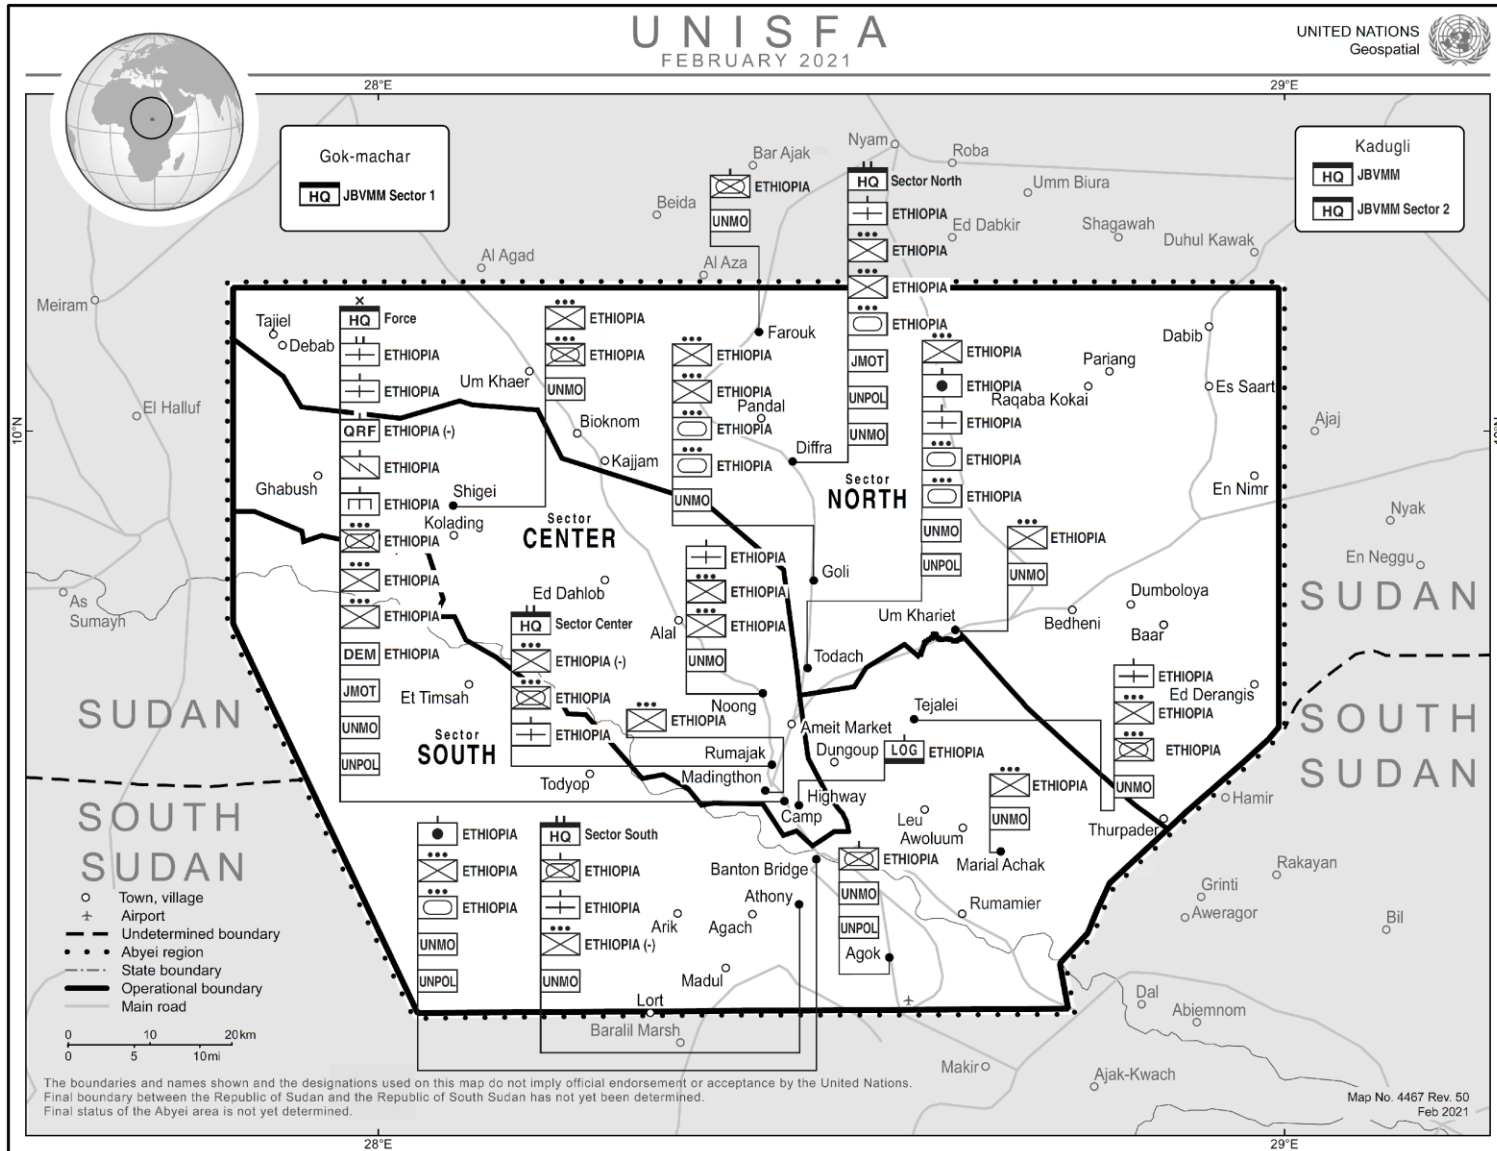 UNISFA
FEBRUARY 2021
UNITED NATIONS
Geospatial
28°E
29°E
Gok-machar
HQ JBVMM Sector 1
Kadugli
HQ JBVMM
HQ JBVMM Sector 2
Nyam
Roba
Bar Ajak
ETHIOPIA
UNMO
HQ Sector North
ETHIOPIA
ETHIOPIA
ETHIOPIA
ETHIOPIA
JMOT
UNPOL
UNMO
Umm Biura
Beida
Ed Dabkir
Shagawah
Duhul Kawak
Al Agad
Al Aza
Meiram
Tajiel
Debab
HQ Force
ETHIOPIA
ETHIOPIA
QRF ETHIOPIA (-)
ETHIOPIA
ETHIOPIA
ETHIOPIA
ETHIOPIA
ETHIOPIA
DEM ETHIOPIA
JMOT
UNMO
UNPOL
ETHIOPIA
ETHIOPIA
UNMO
Um Khaer
Farouk
ETHIOPIA
ETHIOPIA
ETHIOPIA
ETHIOPIA
UNMO
Pandal
Diffra
ETHIOPIA
ETHIOPIA
ETHIOPIA
ETHIOPIA
ETHIOPIA
UNMO
UNPOL
Raqaba Kokai
Pariang
Dabib
Es Saart
El Halluf
Bioknom
Kajjam
Ajaj
10°N
Ghabush
Shigei
Kolading
Sector
CENTER
Sector
NORTH
En Nimr
Nyak
En Neggu
ETHIOPIA
UNMO
Goli
ETHIOPIA
ETHIOPIA
ETHIOPIA
UNMO
As
Sumayh
Ed Dahlob
Alal
Um Khariet
Bedheni
Dumboloya
Baar
SUDAN
HQ Sector Center
ETHIOPIA (-)
ETHIOPIA
ETHIOPIA
Todach
ETHIOPIA
ETHIOPIA
ETHIOPIA
UNMO
Ed Derangis
Et Timsah
SUDAN
Noong
ETHIOPIA
Ameit Market
Tejalei
Dungoup
LOG ETHIOPIA
Sector
SOUTH
Rumajak
Madingthon
Todyop
Highway
Camp
SOUTH
SUDAN
ETHIOPIA
UNMO
Hamir
Leu
Awoluum
Marial Achak
Thurpader
SOUTH
SUDAN
ETHIOPIA
ETHIOPIA
ETHIOPIA
UNMO
UNPOL
HQ Sector South
ETHIOPIA
ETHIOPIA
ETHIOPIA (-)
UNMO
Banton Bridge
Athony
ETHIOPIA
UNMO
UNPOL
Agok
Rakayan
Grinti
Aweragor
Bil
Arik
Agach
Rumamier
Madul
Lort
Baralil Marsh
Dal
Abiemnom
Makir
Ajak-Kwach
Town, village
Airport
Undetermined boundary
Abyei region
State boundary
Operational boundary
Main road
0 10 20 km
0 5 10 mi
The boundaries and names shown and the designations used on this map do not imply official endorsement or acceptance by the United Nations.
Final boundary between the Republic of Sudan and the Republic of South Sudan has not yet been determined.
Final status of the Abyei area is not yet determined.
Map No. 4467 Rev. 50
Feb 2021
28°E
29°E